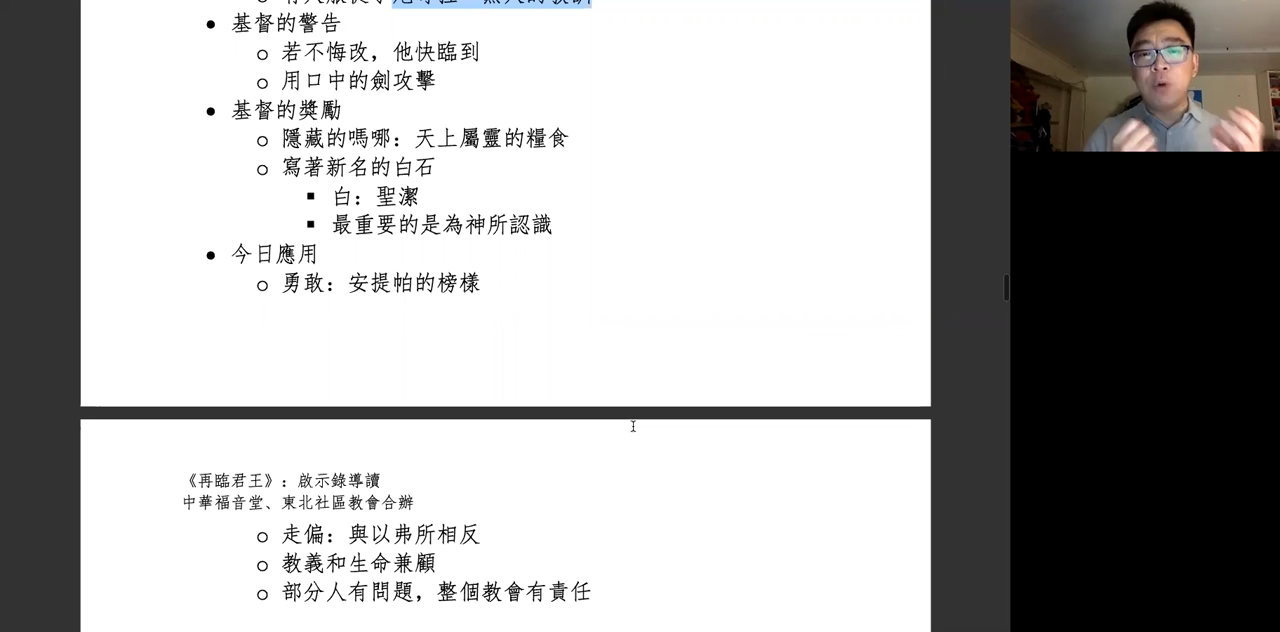 基督的警告
若不悔改，他快臨到
用口中的劍攻擊
基督的獎勵
隱藏的嗎哪：天上屬靈的糧食
寫著新名的白石
白：聖潔
最重要的是為神所認識
今日應用
勇敢：安提帕的榜樣
《再臨君王》：啟示錄導讀
中華福音堂、東北社區教會合辦
走偏：與以弗所相反
教義和生命兼顧
部分人有問題，整個教會有責任